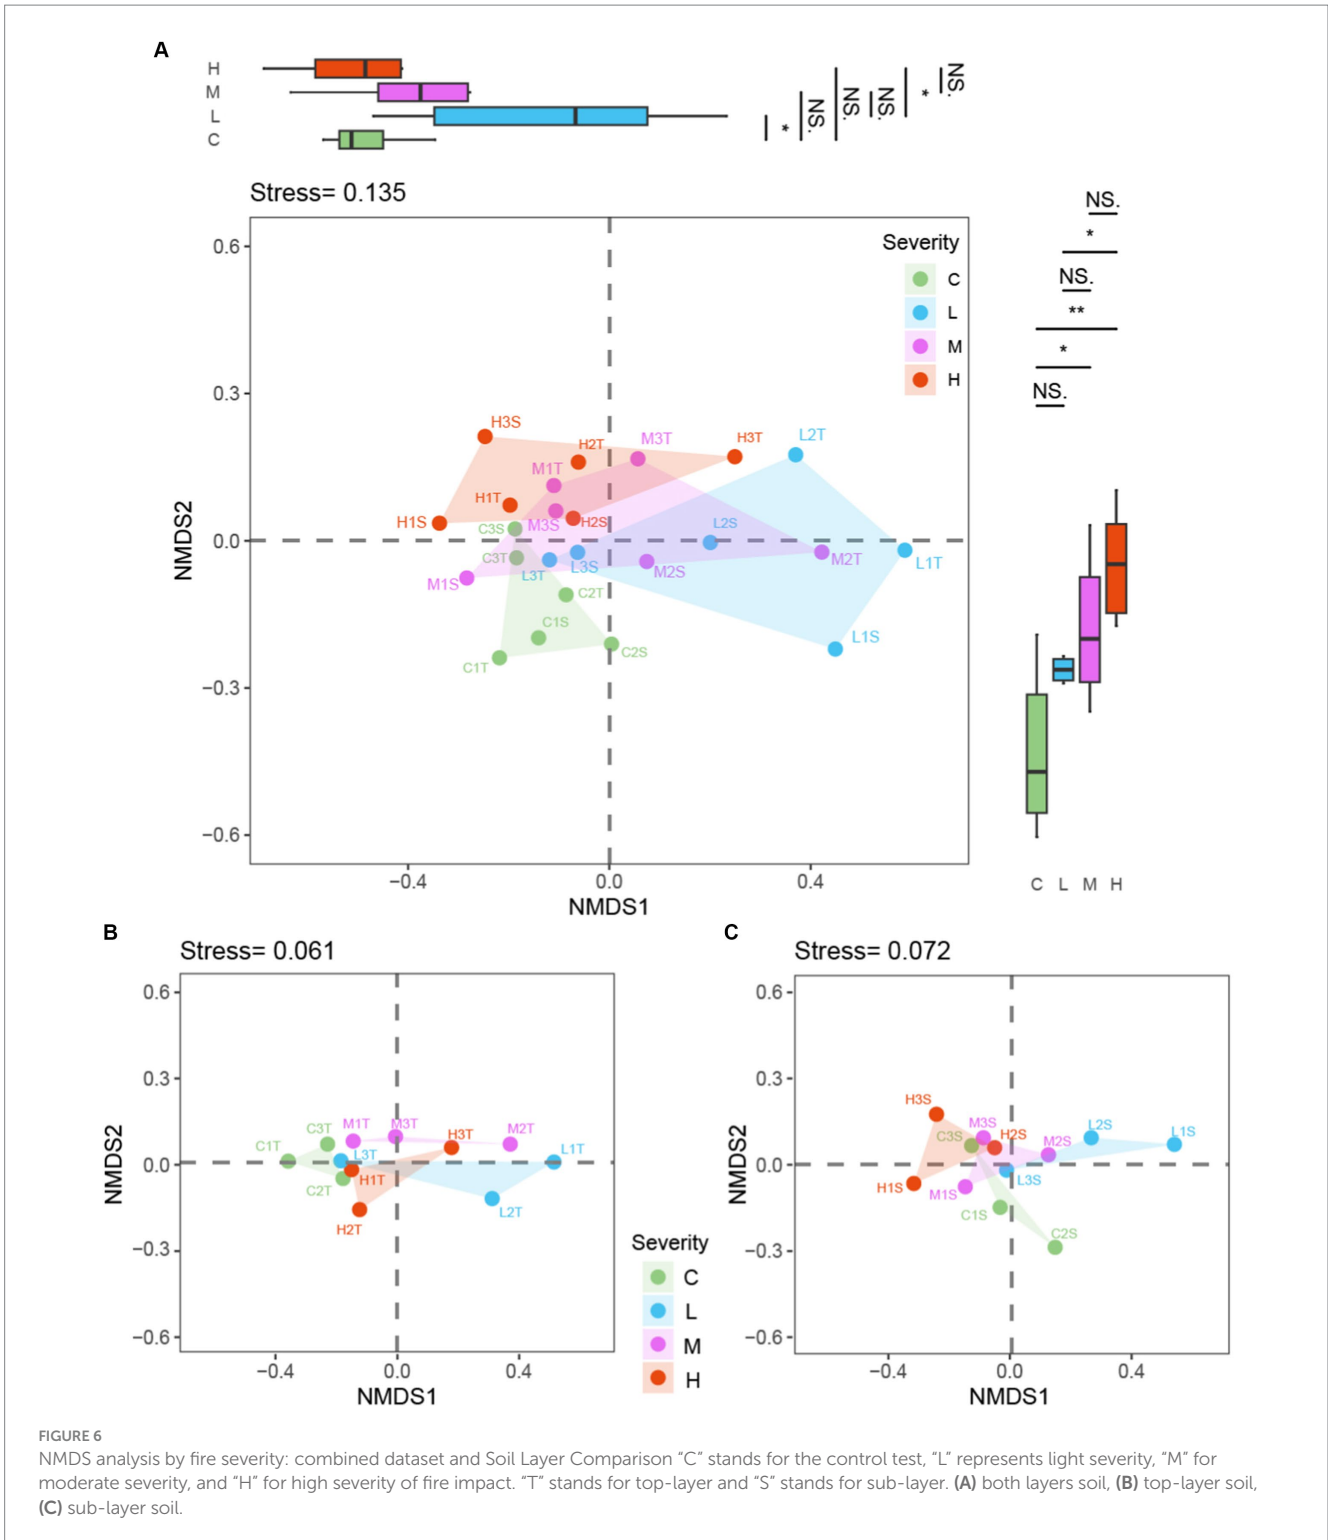 A
H
M
L
C
*
NS.
NS.
NS.
*
NS.
Stress= 0.135
NS.
*
NS.
**
*
NS.
Severity
C
L
M
H
0.6
0.3
0.0
−0.3
−0.6
NMDS2
H3S
H2T
M3T
H3T
L2T
M1T
H1T
H1S
C3S
M3S
H2S
L2S
C3T
L3T
L3S
M2S
M2T
L1T
M1S
C2T
C1S
C2S
L1S
C1T
−0.4
0.0
0.4
NMDS1
C L M H
B
Stress= 0.061
0.6
0.3
0.0
−0.3
−0.6
NMDS2
C3T
M1T
M3T
H3T
M2T
C1T
L3T
L1T
H1T
C2T
L2T
H2T
−0.4
0.0
0.4
NMDS1
Severity
C
L
M
H
C
Stress= 0.072
0.6
0.3
0.0
−0.3
−0.6
NMDS2
H3S
M3S
C3S
H2S
M2S
L2S
L1S
H1S
M1S
L3S
C1S
C2S
−0.4
0.0
0.4
NMDS1
FIGURE 6
NMDS analysis by fire severity: combined dataset and Soil Layer Comparison “C” stands for the control test, “L” represents light severity, “M” for
moderate severity, and “H” for high severity of fire impact. “T” stands for top-layer and “S” stands for sub-layer. (A) both layers soil, (B) top-layer soil,
(C) sub-layer soil.